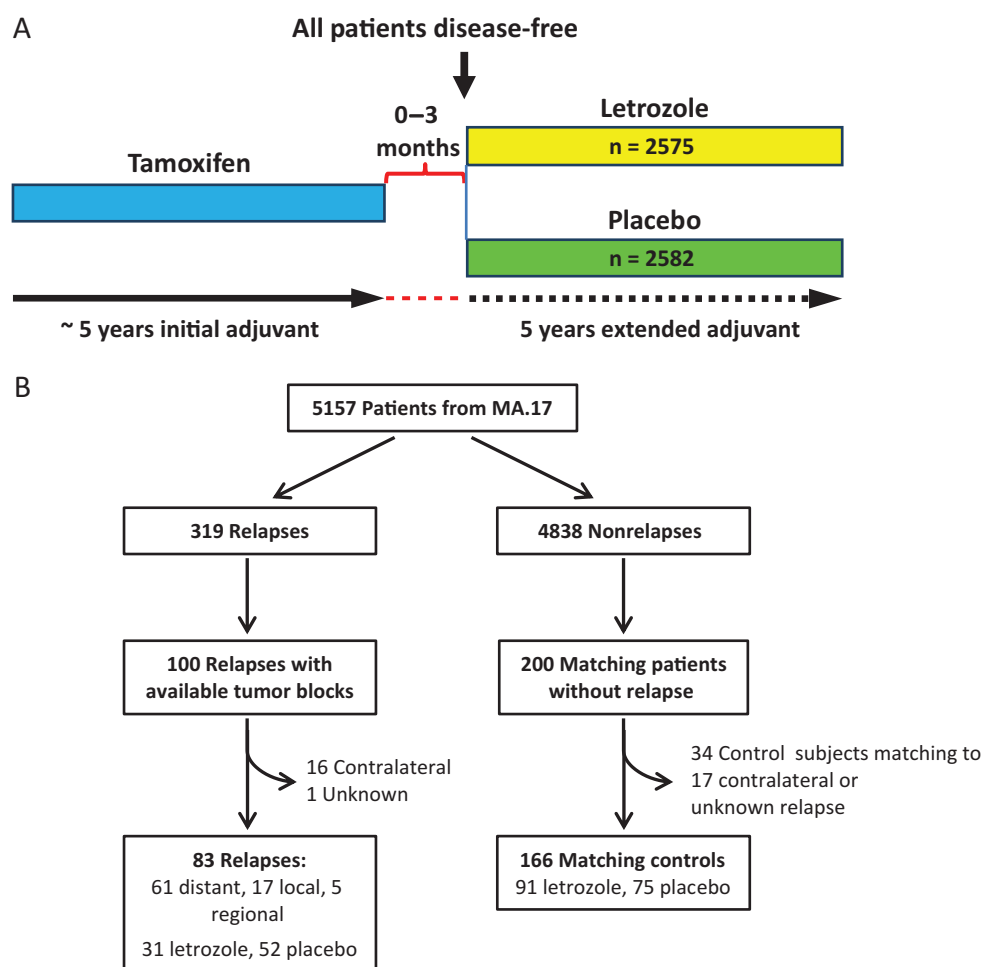 A
All patients disease-free
0–3
months
Letrozole
n = 2575
Tamoxifen
Placebo
n = 2582
~ 5 years initial adjuvant
5 years extended adjuvant
B
5157 Patients from MA.17
319 Relapses
4838 Nonrelapses
100 Relapses with
available tumor blocks
200 Matching patients
without relapse
16 Contralateral
1 Unknown
34 Control subjects matching to
17 contralateral or
unknown relapse
83 Relapses:
61 distant, 17 local, 5
regional
31 letrozole, 52 placebo
166 Matching controls
91 letrozole, 75 placebo